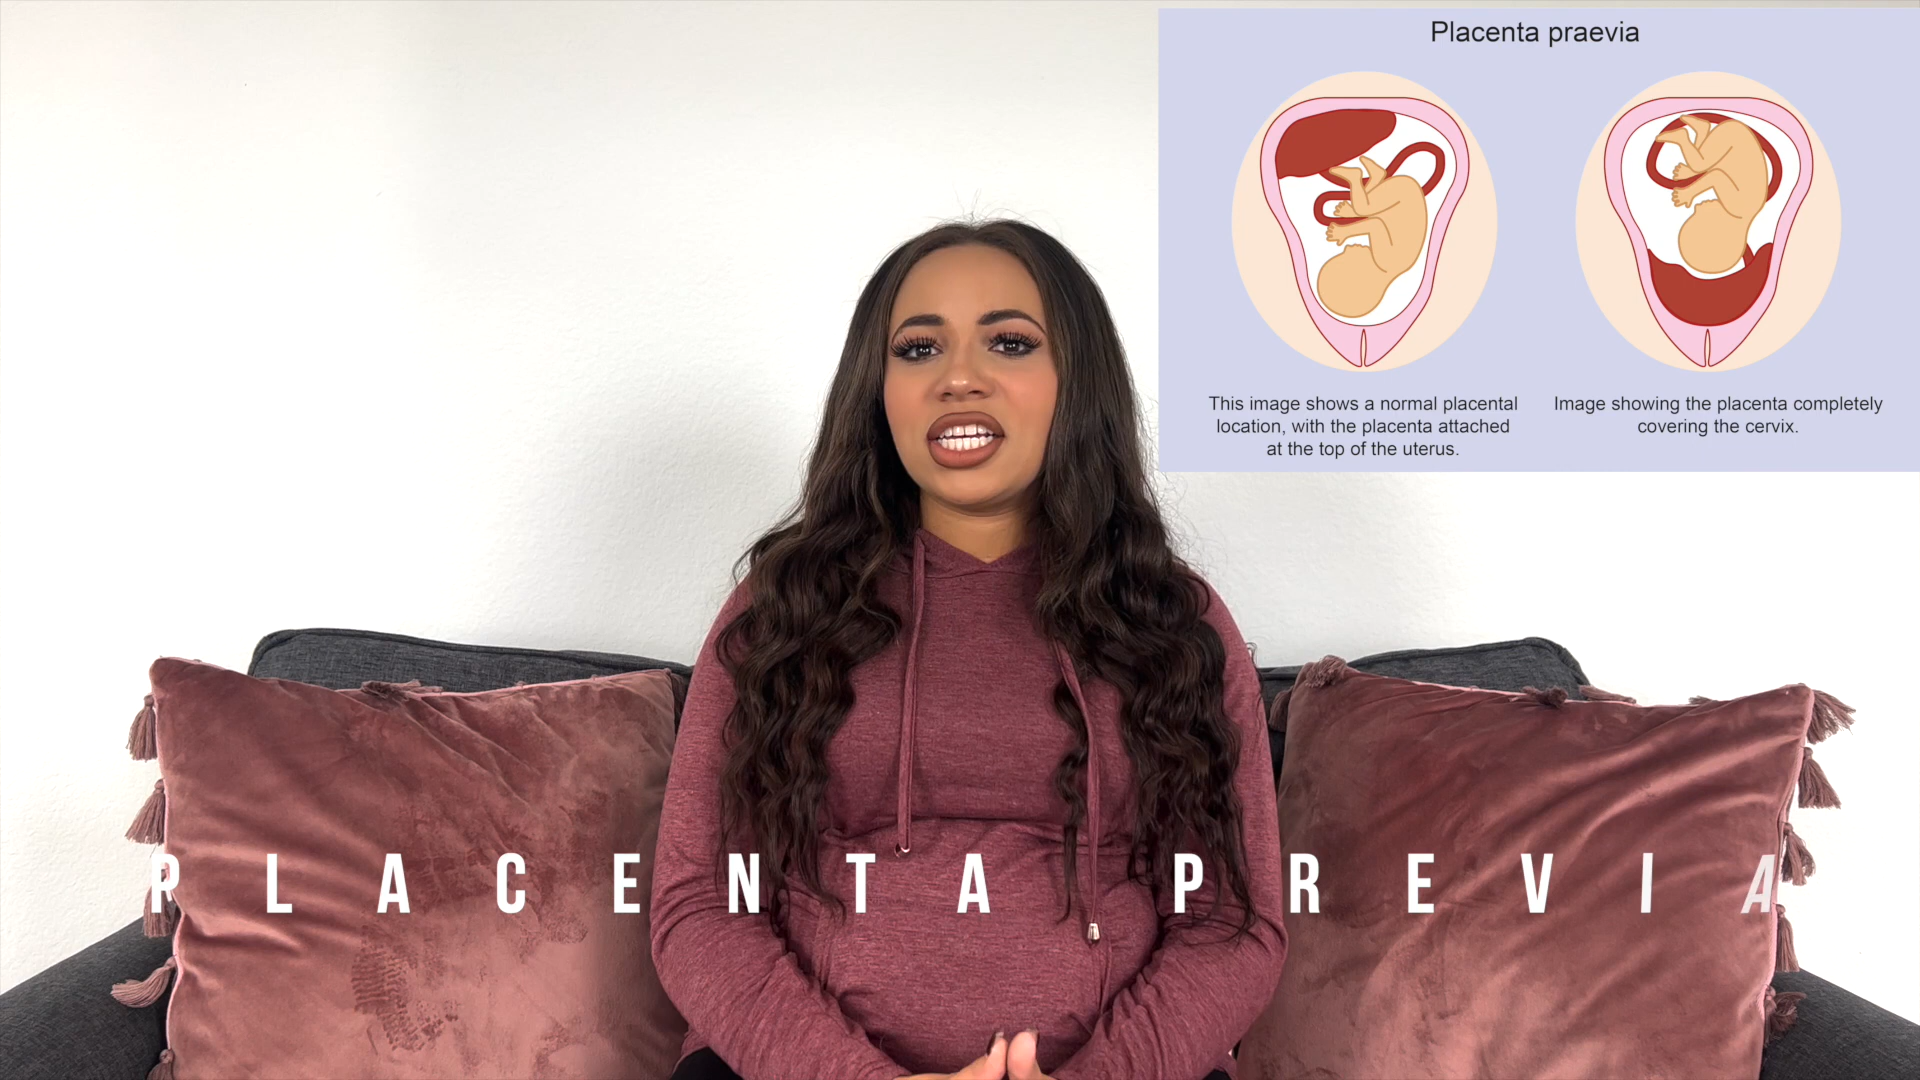 Placenta praevia
This image shows a normal placental
location, with the placenta attached
at the top of the uterus.
Image showing the placenta completely
covering the cervix.
PLACENTA PREVIA